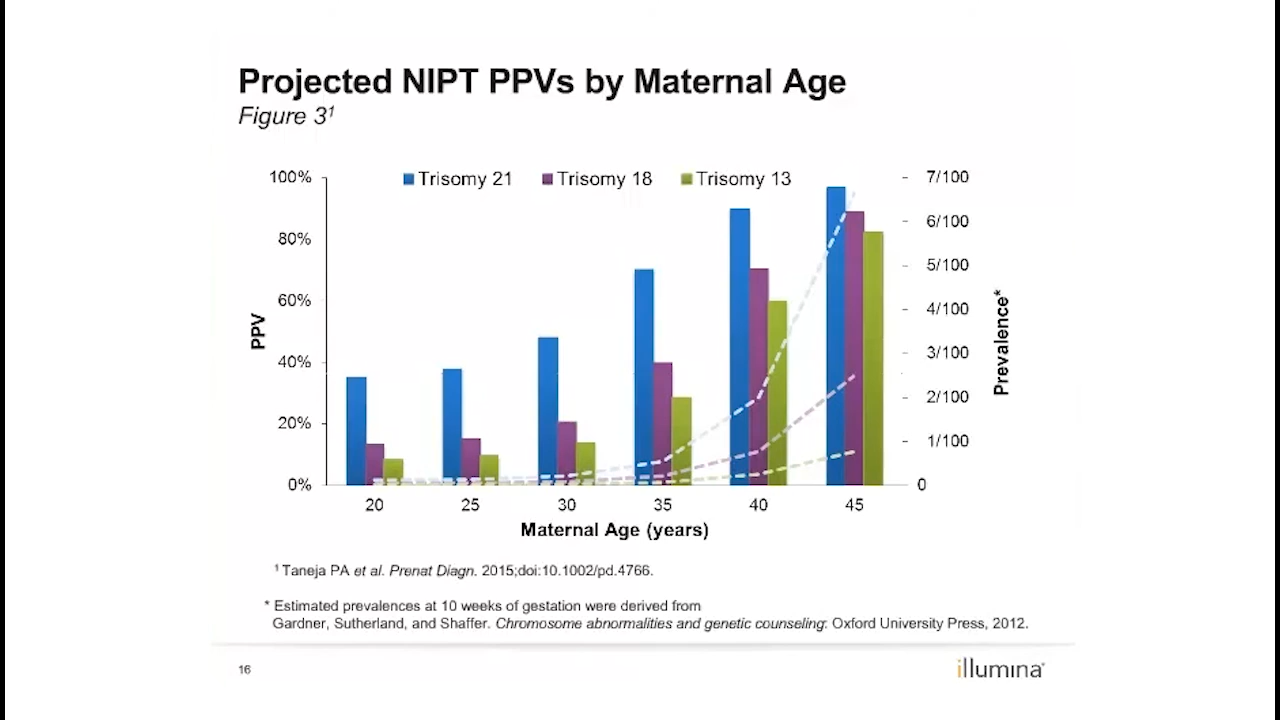 Projected NIPT PPVs by Maternal Age
Figure 3¹
Trisomy 21 Trisomy 18 Trisomy 13
100%
80%
60%
40%
20%
0%
PPV
7/100
6/100
5/100
4/100
3/100
2/100
1/100
0
Prevalence*
20 25 30 35 40 45
Maternal Age (years)
¹ Taneja PA et al. Prenat Diagn. 2015;doi:10.1002/pd.4766.
* Estimated prevalences at 10 weeks of gestation were derived from
Gardner, Sutherland, and Shaffer. Chromosome abnormalities and genetic counseling: Oxford University Press, 2012.
16
illumina